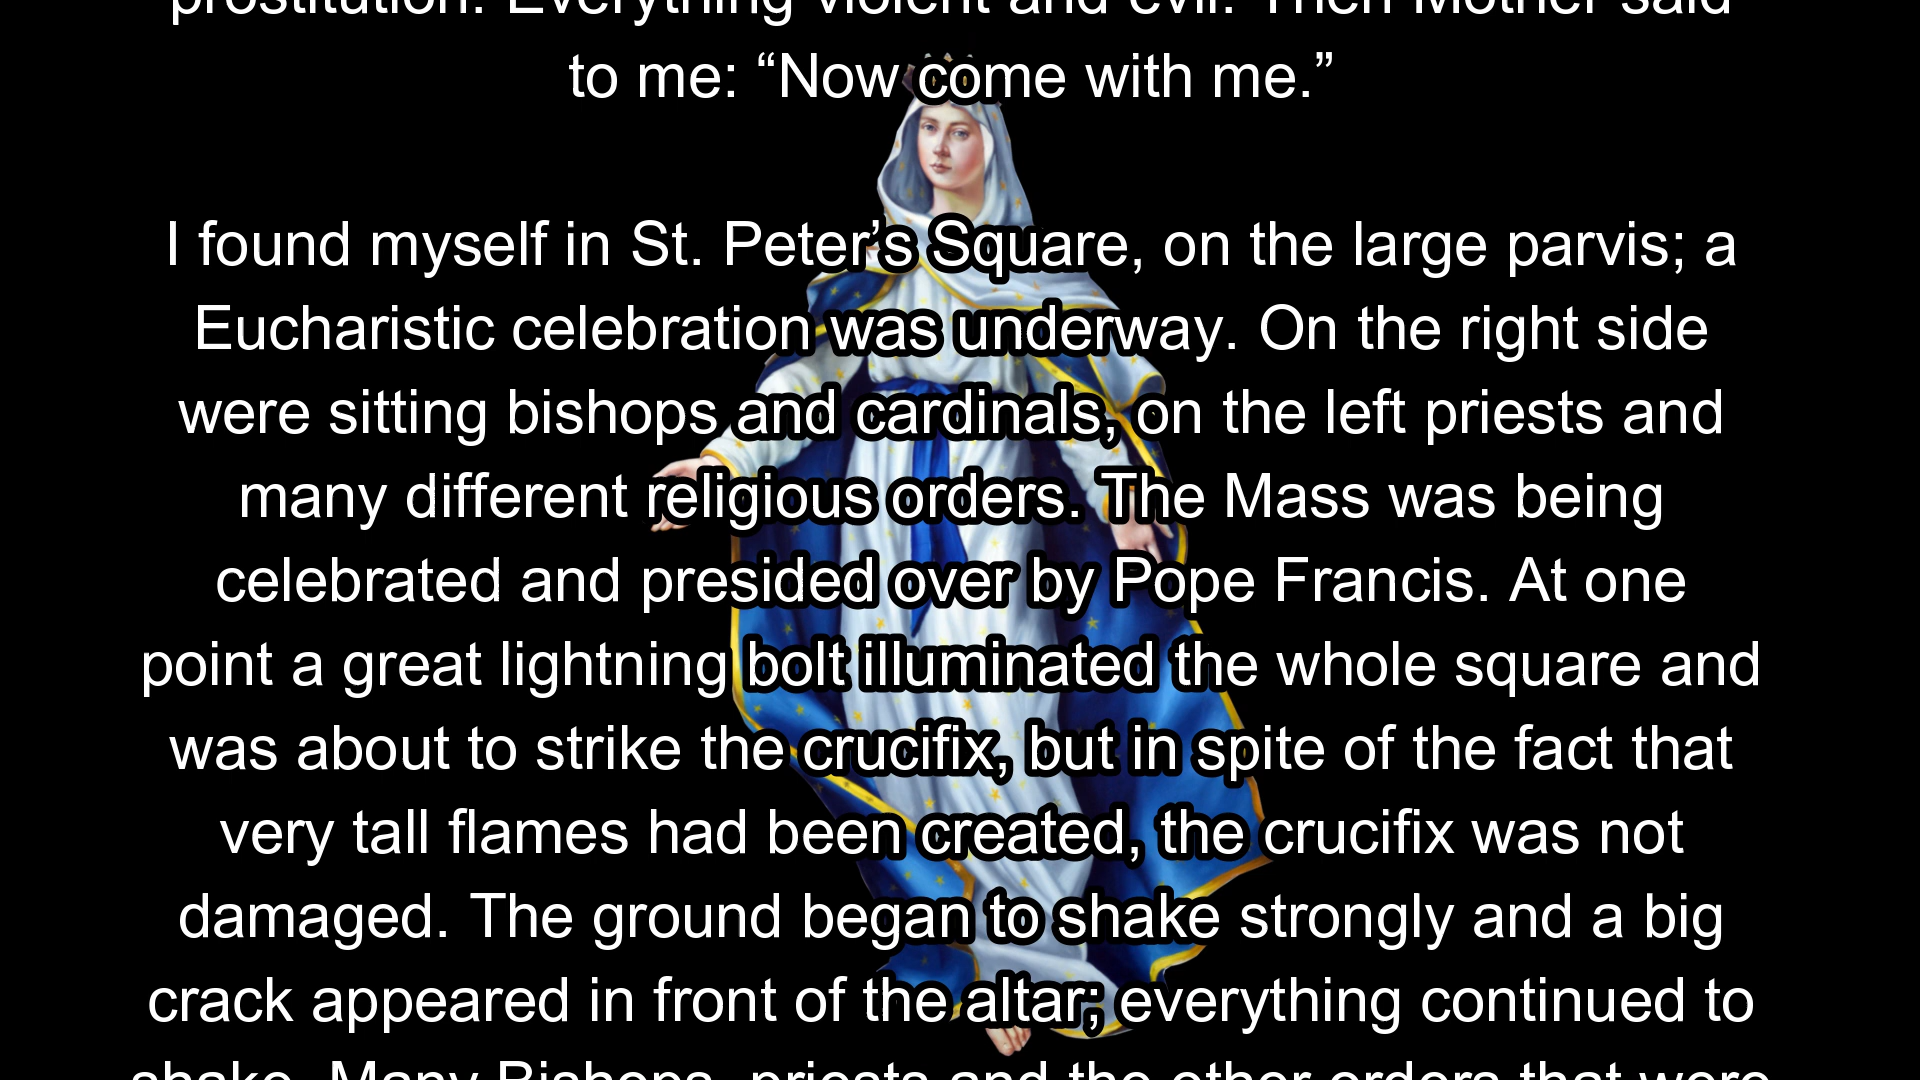 prostitution. Everything violent and evil. Then Mother said
to me: “Now come with me.”
I found myself in St. Peter’s Square, on the large parvis; a
Eucharistic celebration was underway. On the right side
were sitting bishops and cardinals, on the left priests and
many different religious orders. The Mass was being
celebrated and presided over by Pope Francis. At one
point a great lightning bolt illuminated the whole square and
was about to strike the crucifix, but in spite of the fact that
very tall flames had been created, the crucifix was not
damaged. The ground began to shake strongly and a big
crack appeared in front of the altar; everything continued to
shake. Many Bishops, priests and the other orders that were